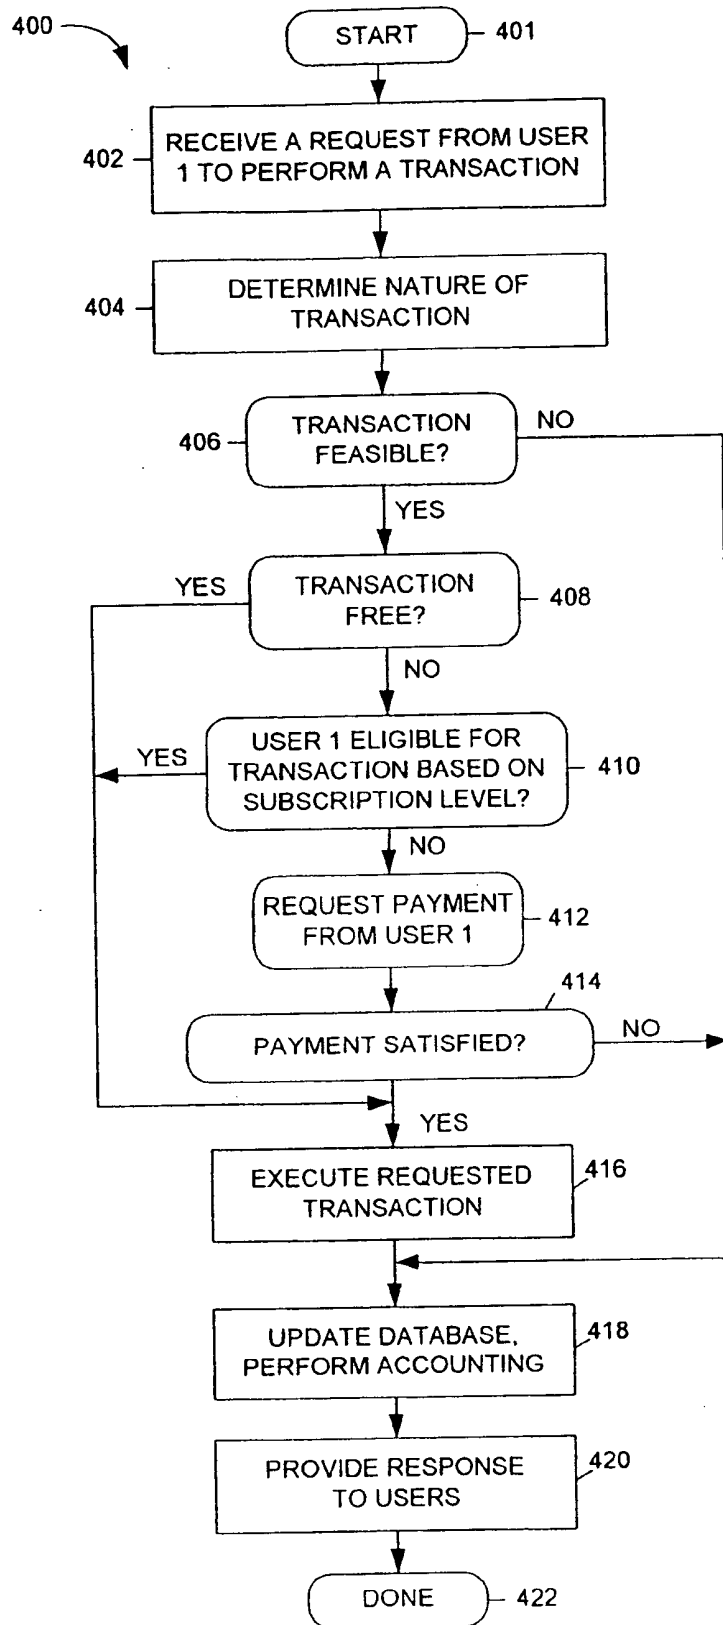 400
START
401
RECEIVE A REQUEST FROM USER
1 TO PERFORM A TRANSACTION
402
DETERMINE NATURE OF
TRANSACTION
404
TRANSACTION
FEASIBLE?
406
NO
YES
TRANSACTION
FREE?
408
YES
NO
USER 1 ELIGIBLE FOR
TRANSACTION BASED ON
SUBSCRIPTION LEVEL?
410
YES
NO
REQUEST PAYMENT
FROM USER 1
412
414
PAYMENT SATISFIED?
NO
YES
EXECUTE REQUESTED
TRANSACTION
416
UPDATE DATABASE,
PERFORM ACCOUNTING
418
PROVIDE RESPONSE
TO USERS
420
DONE
422